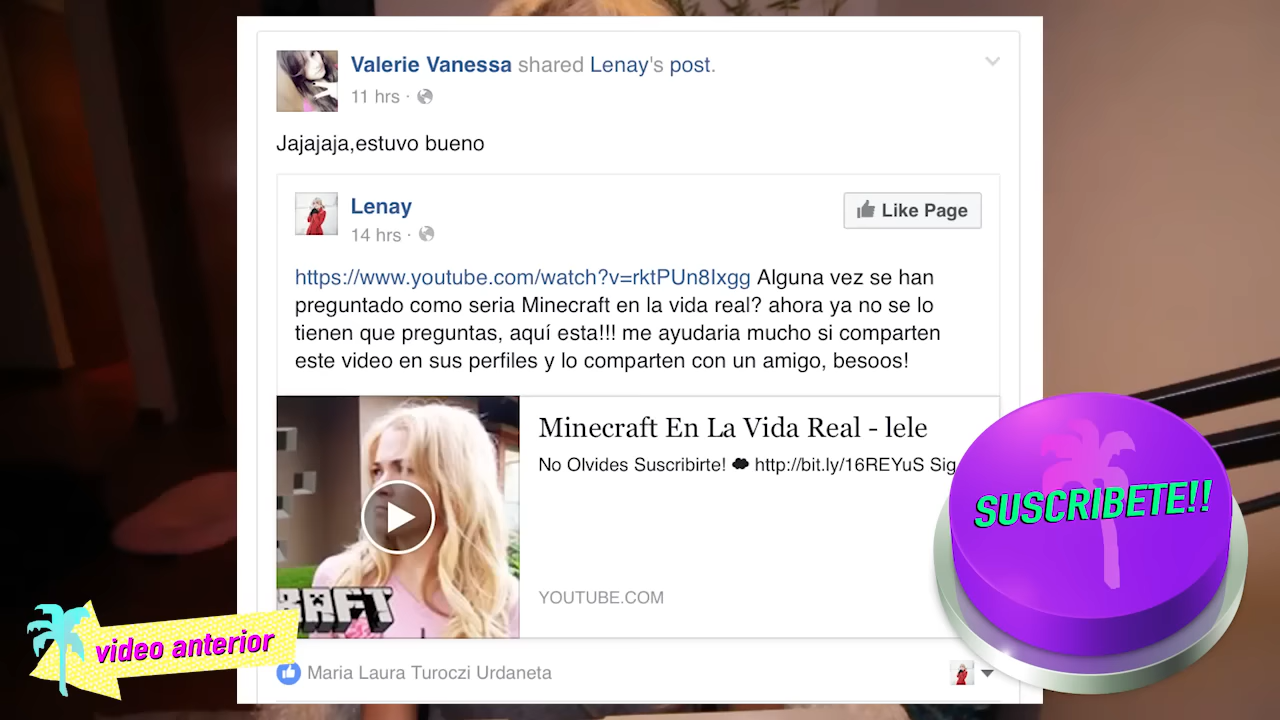 Valerie Vanessa shared Lenay's post.
11 hrs ·
Jajajaja,estuvo bueno
Lenay
14 hrs ·
Like Page
https://www.youtube.com/watch?v=rktPUn8Ixgg Alguna vez se han
preguntado como seria Minecraft en la vida real? ahora ya no se lo
tienen que preguntas, aquí esta!!! me ayudaria mucho si comparten
este video en sus perfiles y lo comparten con un amigo, besoos!
Minecraft En La Vida Real - lele
No Olvides Suscribirte! http://bit.ly/16REYuS Sig
RAFT
YOUTUBE.COM
SUSCRIBETE!!
video anterior
Maria Laura Turoczi Urdaneta